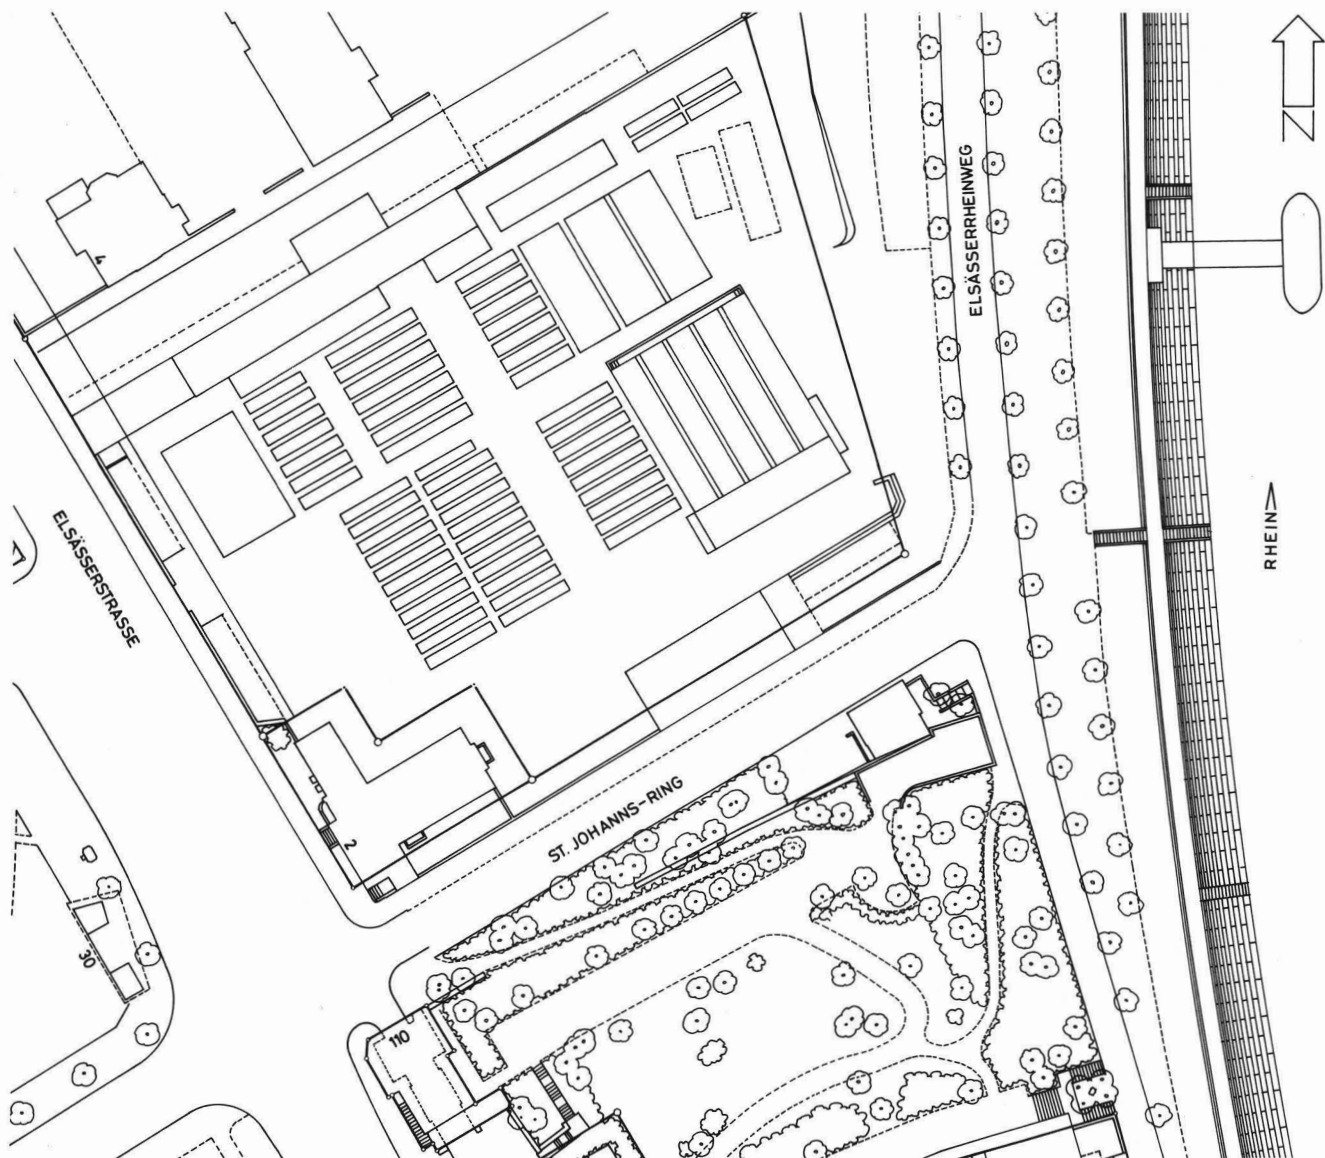 N
ELSÄSSERRHEINWEG
4
RHEIN
ELSÄSSERSTRASSE
ST. JOHANNS-RING
2
30
110